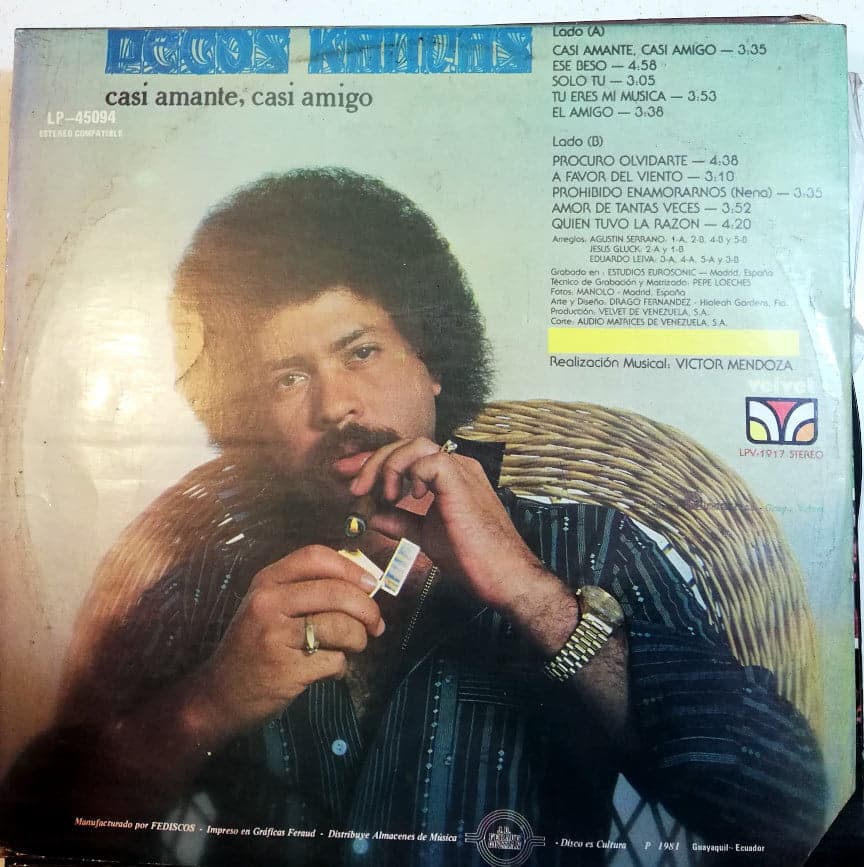 PECOS KANVAS
casi amante, casi amigo
LP-45094
ESTEREO COMPATIBLE
Lado (A)
CASI AMANTE, CASI AMIGO — 3:35
ESE BESO — 4:58
SOLO TU — 3:05
TU ERES MI MUSICA — 3:53
EL AMIGO — 3:38
Lado (B)
PROCURO OLVIDARTE — 4:38
A FAVOR DEL VIENTO — 3:10
PROHIBIDO ENAMORARNOS (Nena) — 3:35
AMOR DE TANTAS VECES — 3:52
QUIEN TUVO LA RAZON — 4:20
Arreglos: AGUSTIN SERRANO: 1-A, 2-B, 4-B y 5-B
JESUS GLUCK: 2-A y 1-B
EDUARDO LEIVA: 3-A, 4-A, 5-A y 3-B
Grabado en : ESTUDIOS EUROSONIC — Madrid, España
Técnico de Grabación y Matrizado: PEPE LOECHES
Fotos: MANOLO - Madrid, España
Arte y Diseño: DRAGO FERNANDEZ - Hialeah Gardens, Fla.
Producción: VELVET DE VENEZUELA, S.A.
Corte: AUDIO MATRICES DE VENEZUELA, S.A.
Realización Musical: VICTOR MENDOZA
velvet
LPV-1917 STEREO
Manufacturado por FEDISCOS - Impreso en Gráficas Feraud - Distribuye Almacenes de Música
J.D. FERAUD GUZMAN
- Disco es Cultura P 1981 Guayaquil - Ecuador